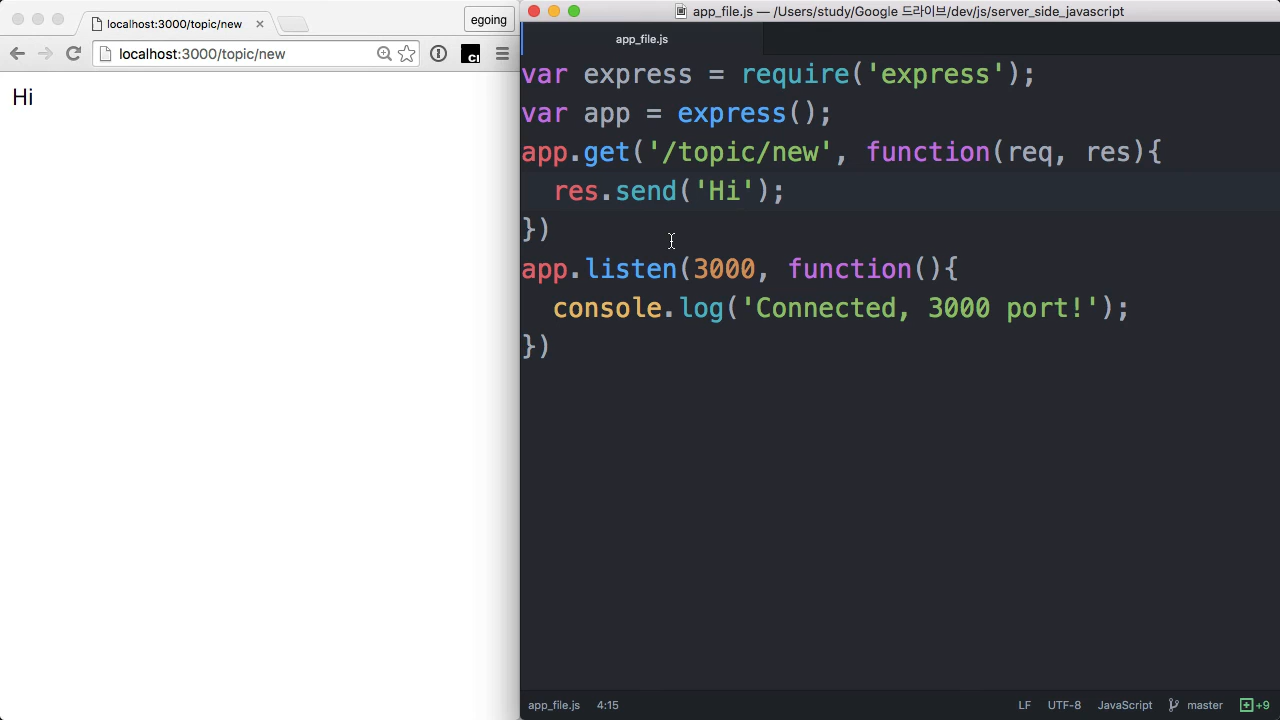 localhost:3000/topic/new
egoing
localhost:3000/topic/new
Hi
app_file.js — /Users/study/Google 드라이브/dev/js/server_side_javascript
app_file.js
var express = require('express');
var app = express();
app.get('/topic/new', function(req, res){
  res.send('Hi');
})
app.listen(3000, function(){
  console.log('Connected, 3000 port!');
})
app_file.js 4:15 LF UTF-8 JavaScript master +9